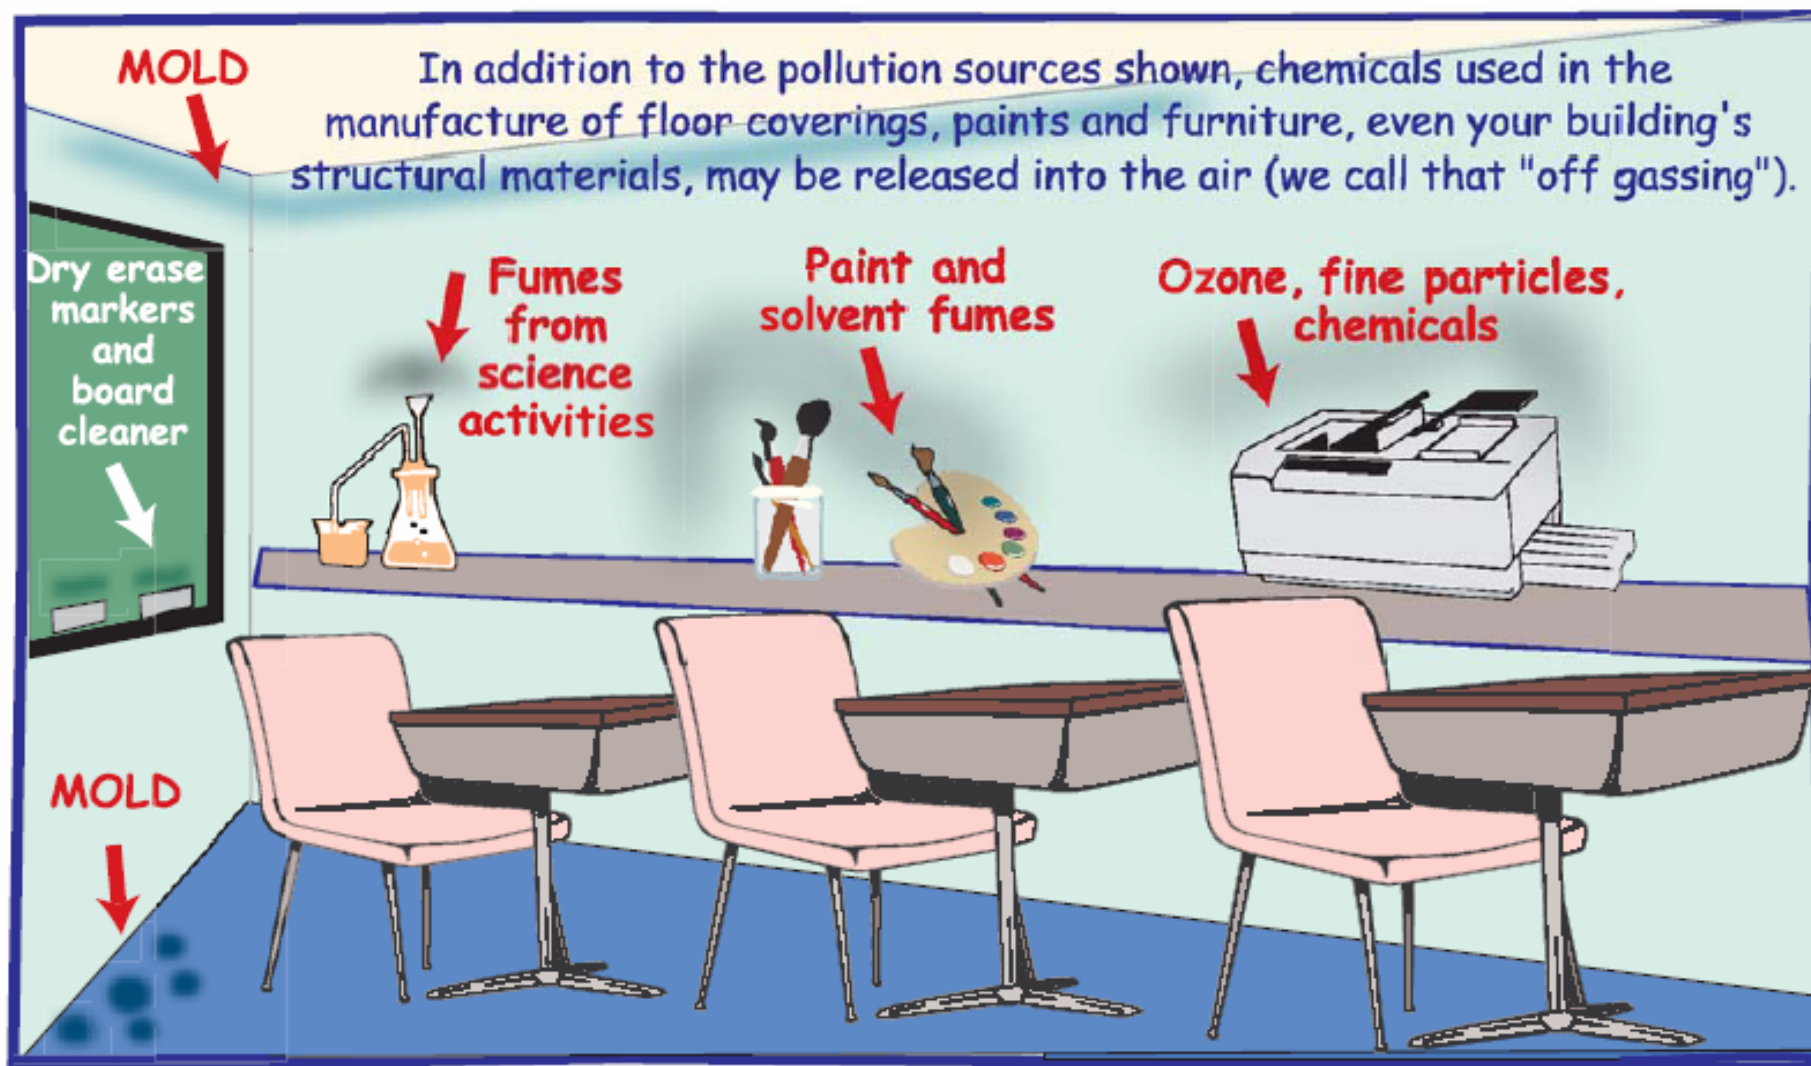 MOLD
In addition to the pollution sources shown, chemicals used in the
manufacture of floor coverings, paints and furniture, even your building's
structural materials, may be released into the air (we call that "off gassing").
Dry erase
markers
and
board
cleaner
Fumes
from
science
activities
Paint and
solvent fumes
Ozone, fine particles,
chemicals
MOLD